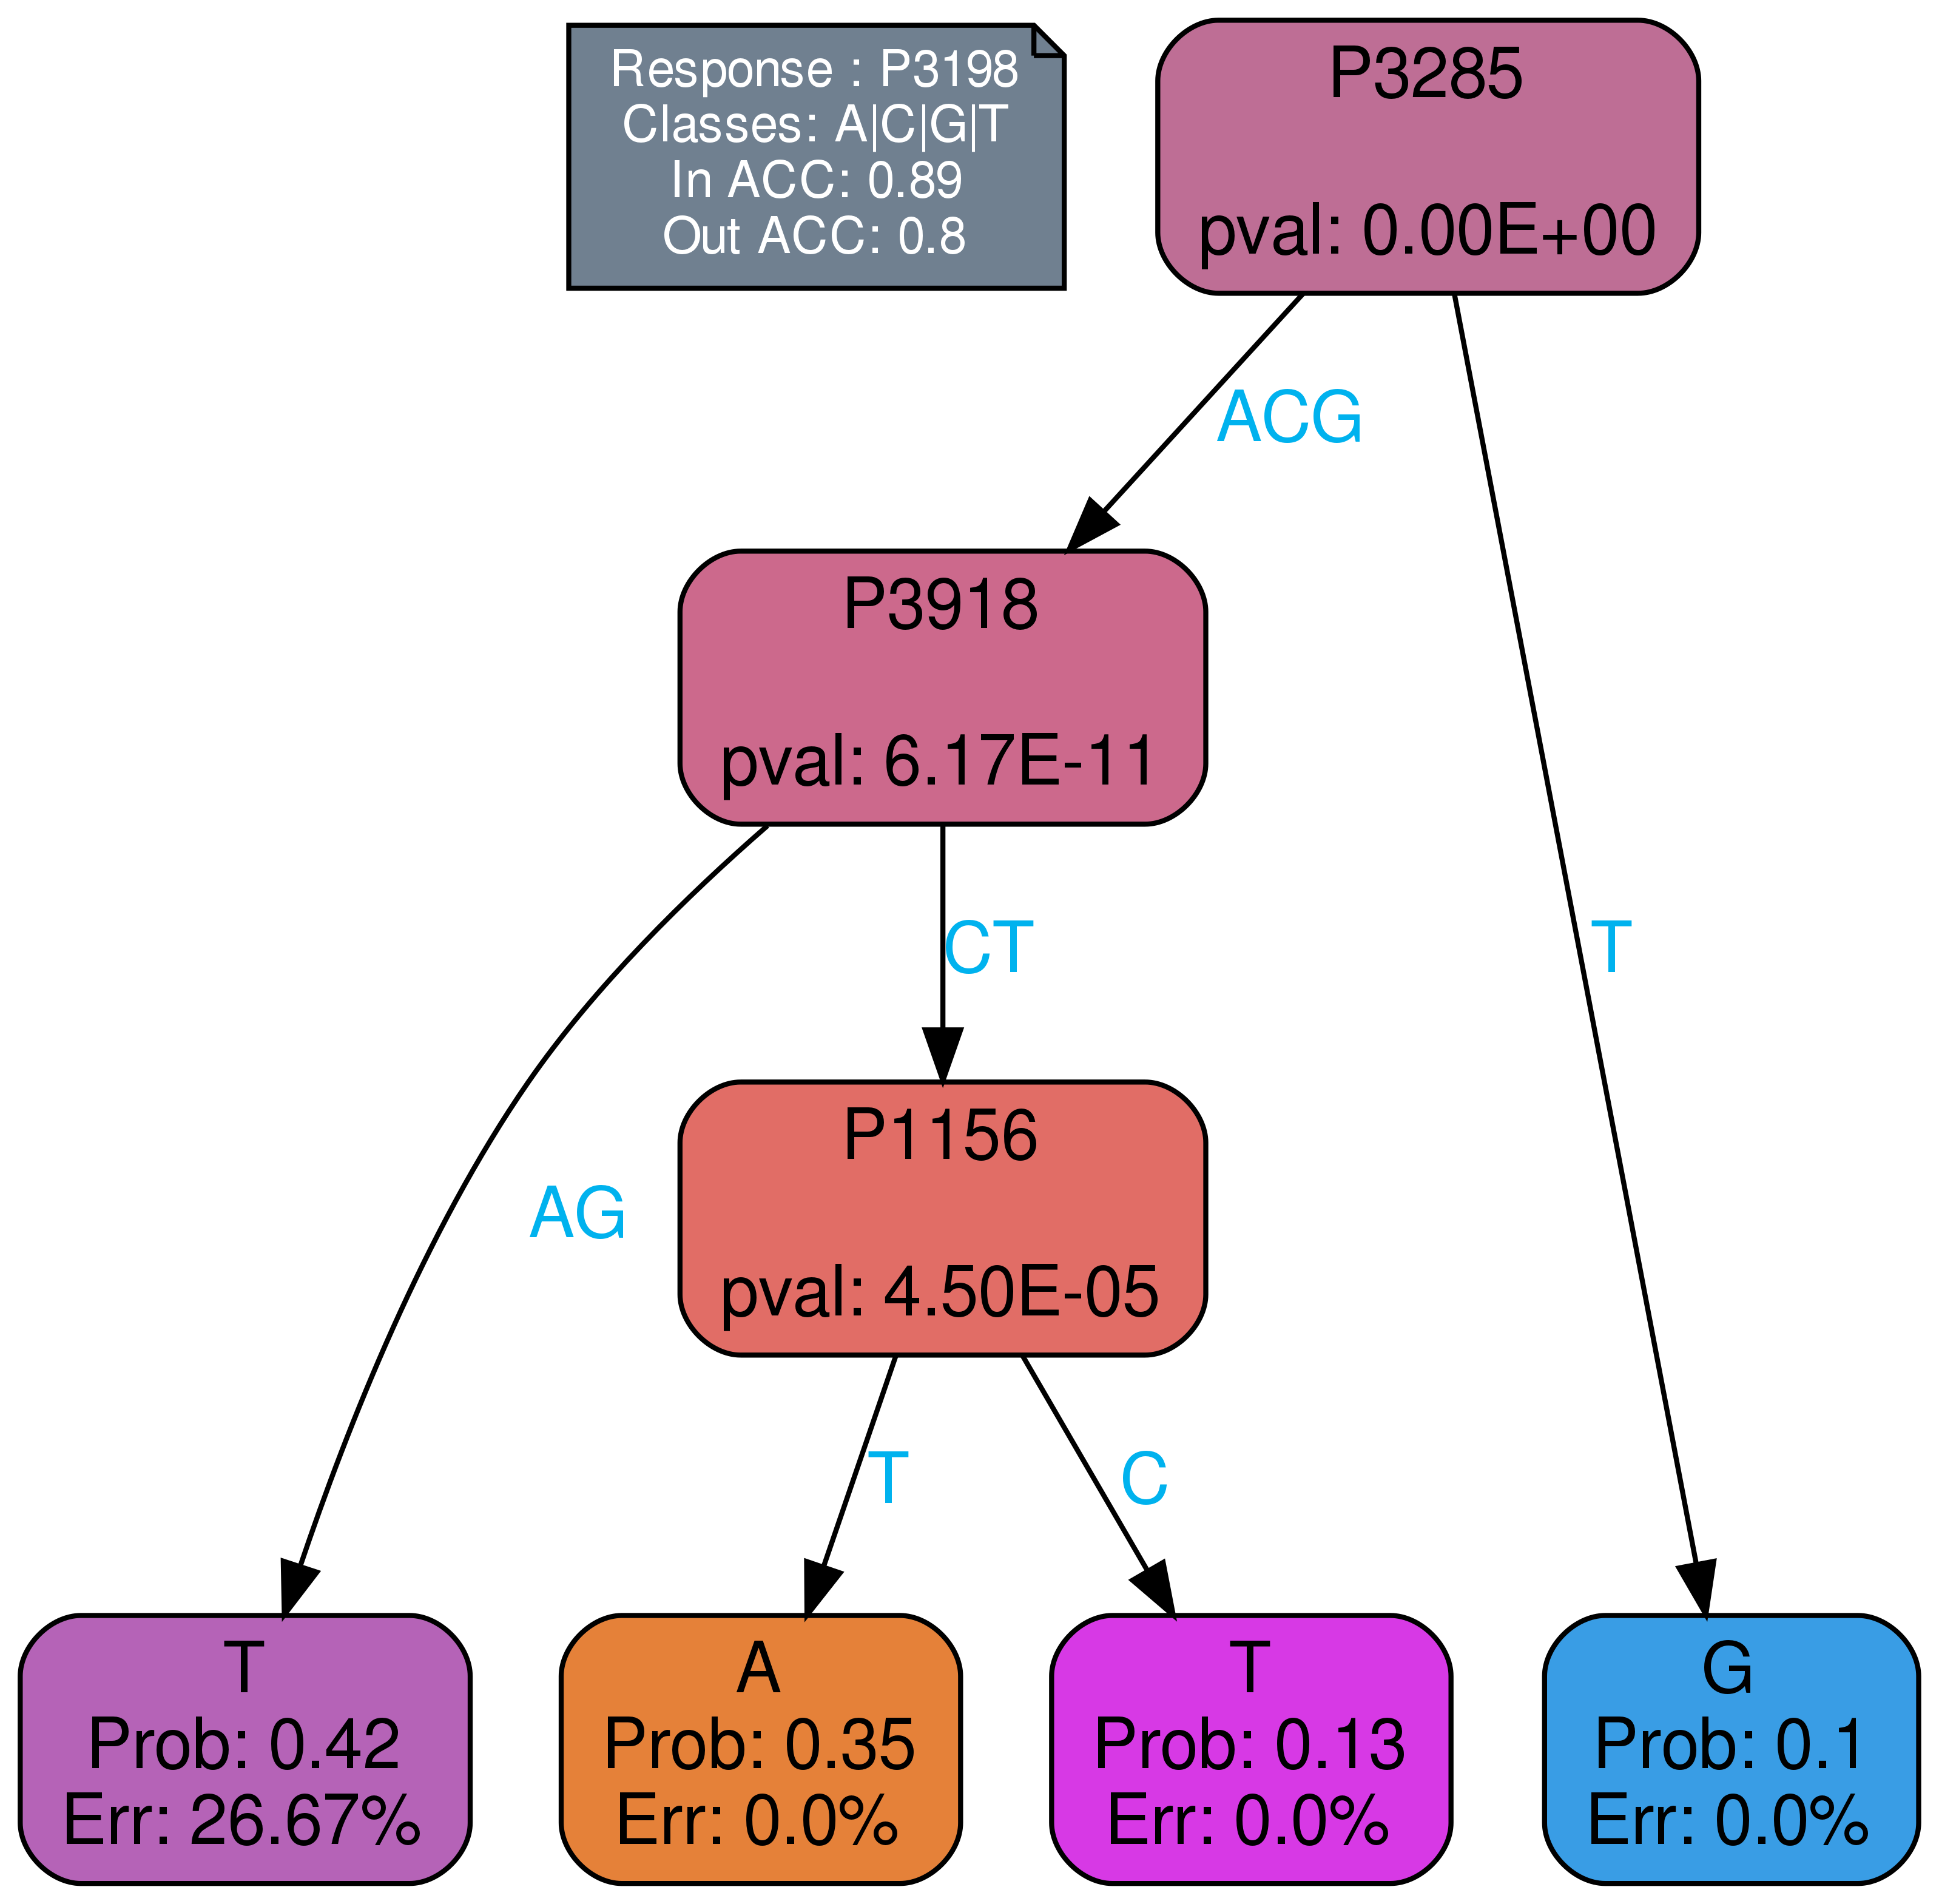 Response : P3198
Classes: A|C|G|T
In ACC: 0.89
Out ACC: 0.8
P3285
pval: 0.00E+00
ACG
P3918
pval: 6.17E-11
CT
T
P1156
pval: 4.50E-05
AG
T
C
T
Prob: 0.42
Err: 26.67%
A
Prob: 0.35
Err: 0.0%
T
Prob: 0.13
Err: 0.0%
G
Prob: 0.1
Err: 0.0%